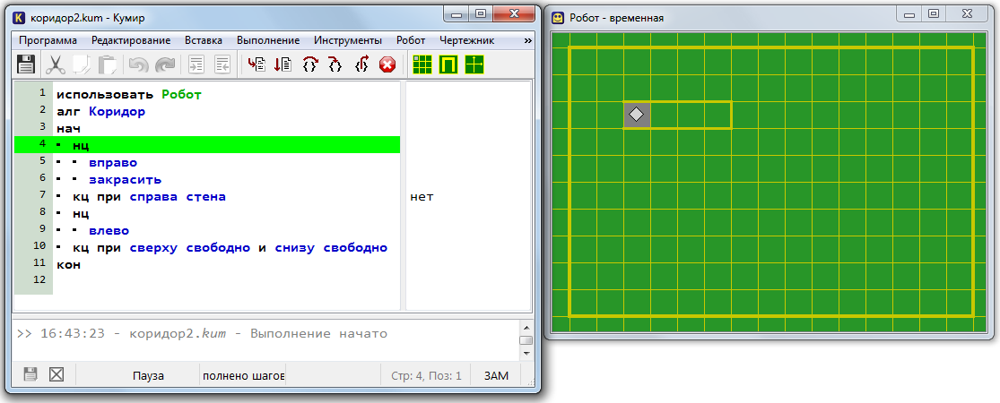 коридор2.kum - Кумир
Программа Редактирование Вставка Выполнение Инструменты Робот Чертежник »
1 использовать Робот
2 алг Коридор
3 нач
4 нц
5 вправо
6 закрасить
7 кц при справа стена нет
8 нц
9 влево
10 кц при сверху свободно и снизу свободно
11 кон
12
>> 16:43:23 - коридор2.kum - Выполнение начато
Пауза полнено шагов Стр: 4, Поз: 1 ЗАМ
Робот - временная